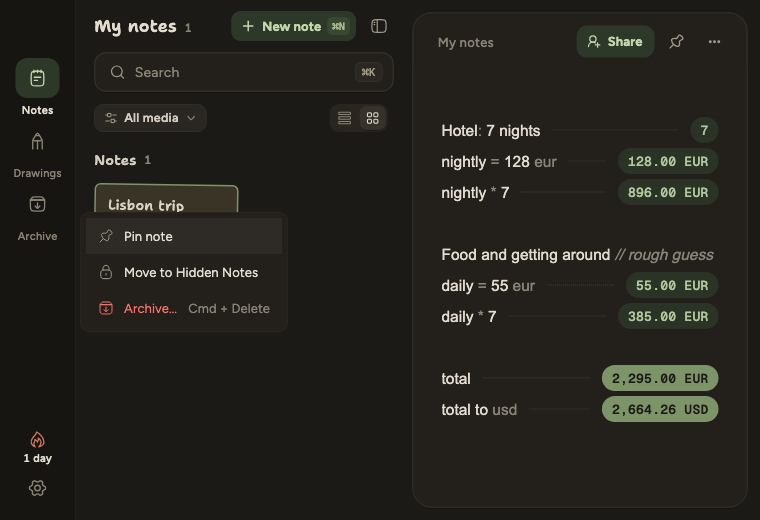 My notes 1
New note ⌘N
Search ⌘K
All media
Notes
Drawings
Archive
Notes 1
Lisbon trip
Pin note
Move to Hidden Notes
Archive... Cmd + Delete
1 day
My notes
Share
Hotel: 7 nights 7
nightly = 128 eur 128.00 EUR
nightly * 7 896.00 EUR
Food and getting around // rough guess
daily = 55 eur 55.00 EUR
daily * 7 385.00 EUR
total 2,295.00 EUR
total to usd 2,664.26 USD